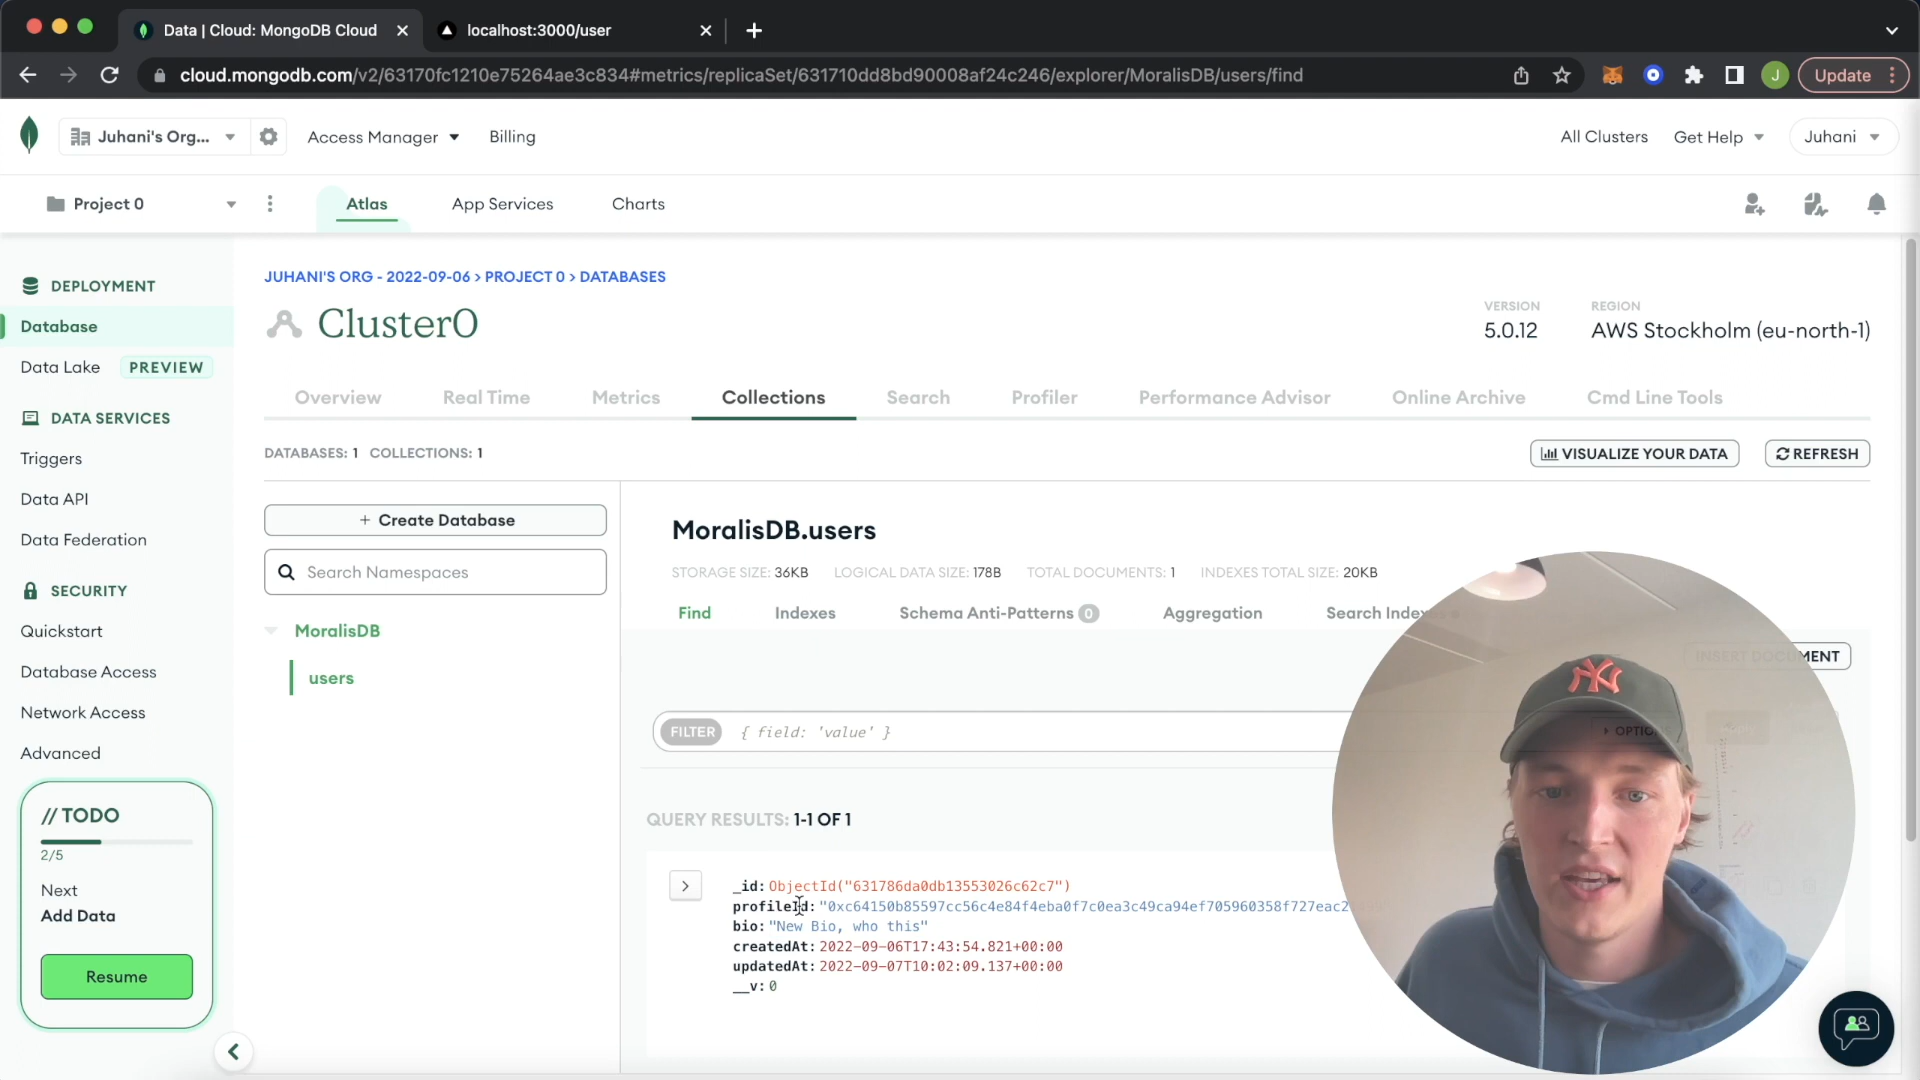 Data | Cloud: MongoDB Cloud
localhost:3000/user
cloud.mongodb.com/v2/63170fc1210e75264ae3c834#metrics/replicaSet/631710dd8bd90008af24c246/explorer/MoralisDB/users/find
J
Update
Juhani's Org...
Access Manager
Billing
All Clusters
Get Help
Juhani
Project 0
Atlas
App Services
Charts
DEPLOYMENT
Database
Data Lake
PREVIEW
DATA SERVICES
Triggers
Data API
Data Federation
SECURITY
Quickstart
Database Access
Network Access
Advanced
// TODO
2/5
Next
Add Data
Resume
JUHANI'S ORG - 2022-09-06 > PROJECT 0 > DATABASES
Cluster0
VERSION
5.0.12
REGION
AWS Stockholm (eu-north-1)
Overview
Real Time
Metrics
Collections
Search
Profiler
Performance Advisor
Online Archive
Cmd Line Tools
DATABASES: 1 COLLECTIONS: 1
VISUALIZE YOUR DATA
REFRESH
+ Create Database
Search Namespaces
MoralisDB
users
MoralisDB.users
STORAGE SIZE: 36KB LOGICAL DATA SIZE: 178B TOTAL DOCUMENTS: 1 INDEXES TOTAL SIZE: 20KB
Find
Indexes
Schema Anti-Patterns 0
Aggregation
Search
INSERT DOCUMENT
FILTER
{ field: 'value' }
QUERY RESULTS: 1-1 OF 1
_id: ObjectId("631786da0db13553026c62c7")
profileId: "0xc64150b85597cc56c4e84f4eba0f7c0ea3c49ca94ef705960358f727eac2
bio: "New Bio, who this"
createdAt: 2022-09-06T17:43:54.821+00:00
updatedAt: 2022-09-07T10:02:09.137+00:00
__v: 0
NY